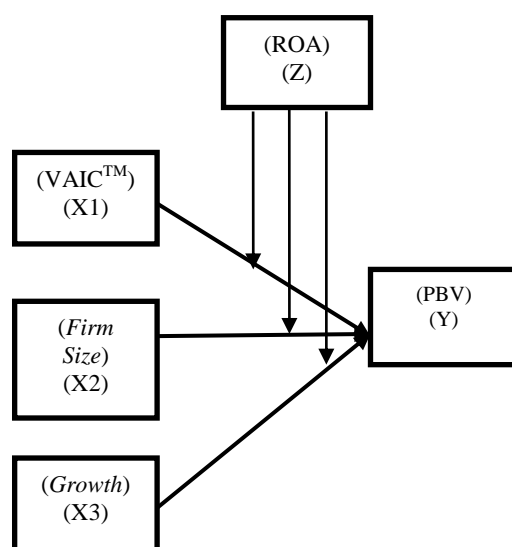 (ROA)
(Z)
(VAIC™)
(X1)
(PBV)
(Y)
(Firm
Size)
(X2)
(Growth)
(X3)